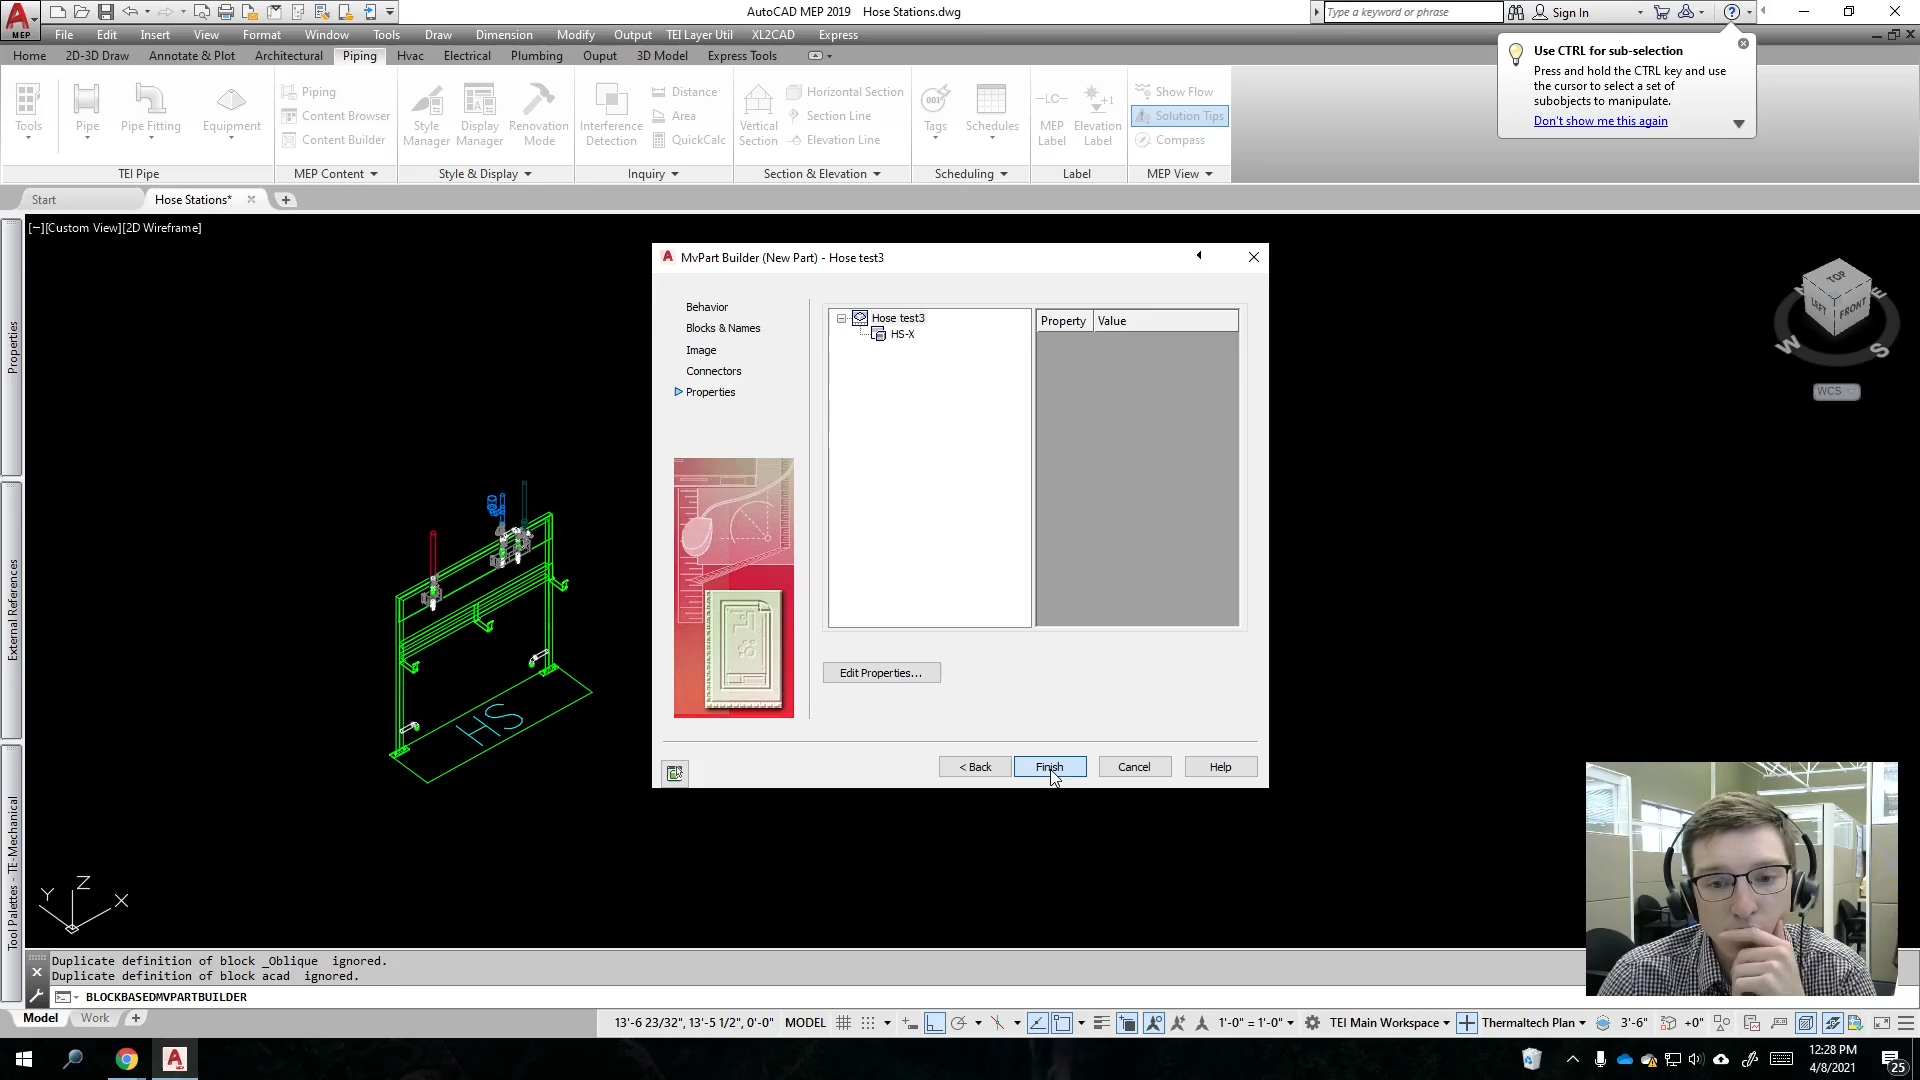 AutoCAD MEP 2019 Hose Stations.dwg
Type a keyword or phrase
Sign In
MEP
File Edit Insert View Format Window Tools Draw Dimension Modify Output TEI Layer Util XL2CAD Express
Home 2D-3D Draw Annotate & Plot Architectural Piping Hvac Electrical Plumbing Ouput 3D Model Express Tools
Use CTRL for sub-selection
Press and hold the CTRL key and use
the cursor to select a set of
subobjects to manipulate.
Don't show me this again
Tools
Pipe
Pipe Fitting
Equipment
Piping
Content Browser
Content Builder
Style
Manager
Display
Manager
Renovation
Mode
Interference
Detection
Distance
Area
QuickCalc
Vertical
Section
Horizontal Section
Section Line
Elevation Line
Tags
Schedules
MEP
Label
Elevation
Label
Show Flow
Solution Tips
Compass
TEI Pipe MEP Content Style & Display Inquiry Section & Elevation Scheduling Label MEP View
Start Hose Stations*
[−][Custom View][2D Wireframe]
Properties
External References
Tool Palettes - TE-Mechanical
MvPart Builder (New Part) - Hose test3
Behavior
Blocks & Names
Image
Connectors
Properties
Hose test3
HS-X
Property Value
Edit Properties...
< Back Finish Cancel Help
TOP
LEFT
FRONT
W
S
E
WCS
HS
Z
Y
X
Duplicate definition of block _Oblique ignored.
Duplicate definition of block acad ignored.
BLOCKBASEDMVPARTBUILDER
Model Work
13'-6 23/32", 13'-5 1/2", 0'-0" MODEL 1'-0" = 1'-0" TEI Main Workspace Thermaltech Plan 3'-6" +0"
12:28 PM
4/8/2021
25